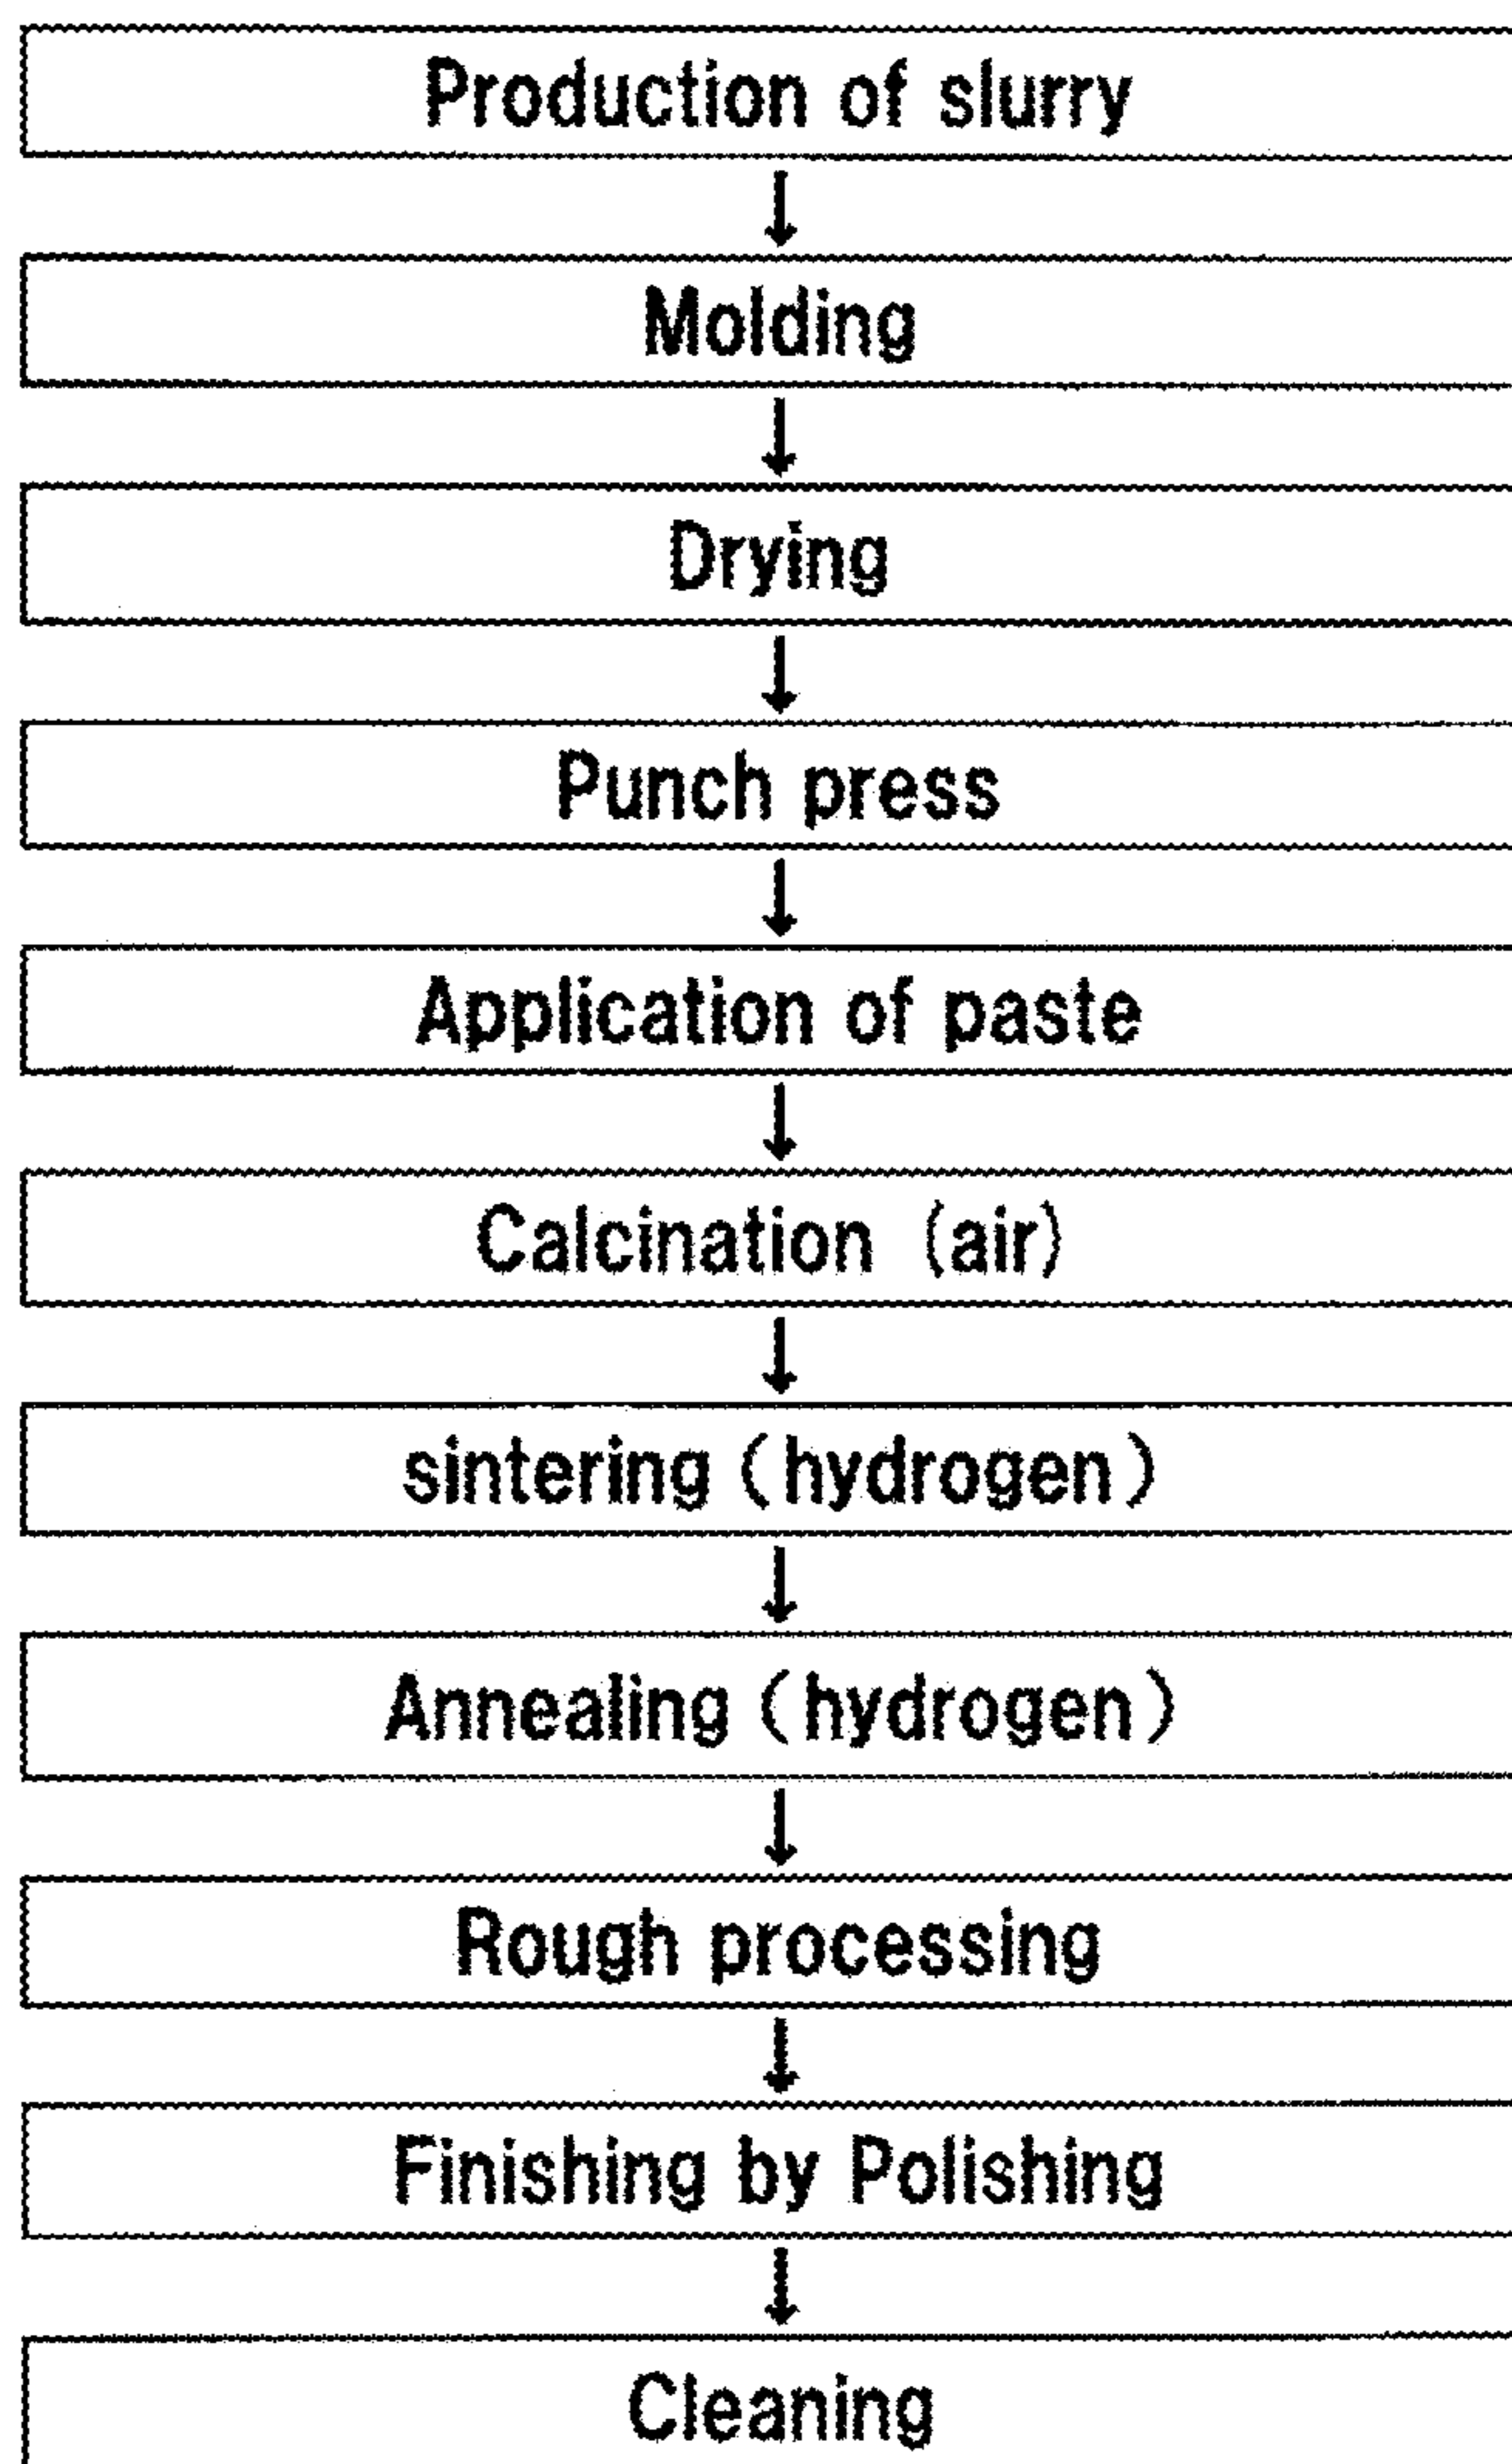 Production of slurry
Molding
Drying
Punch press
Application of paste
Calcination (air)
sintering (hydrogen)
Annealing (hydrogen)
Rough processing
Finishing by Polishing
Cleaning